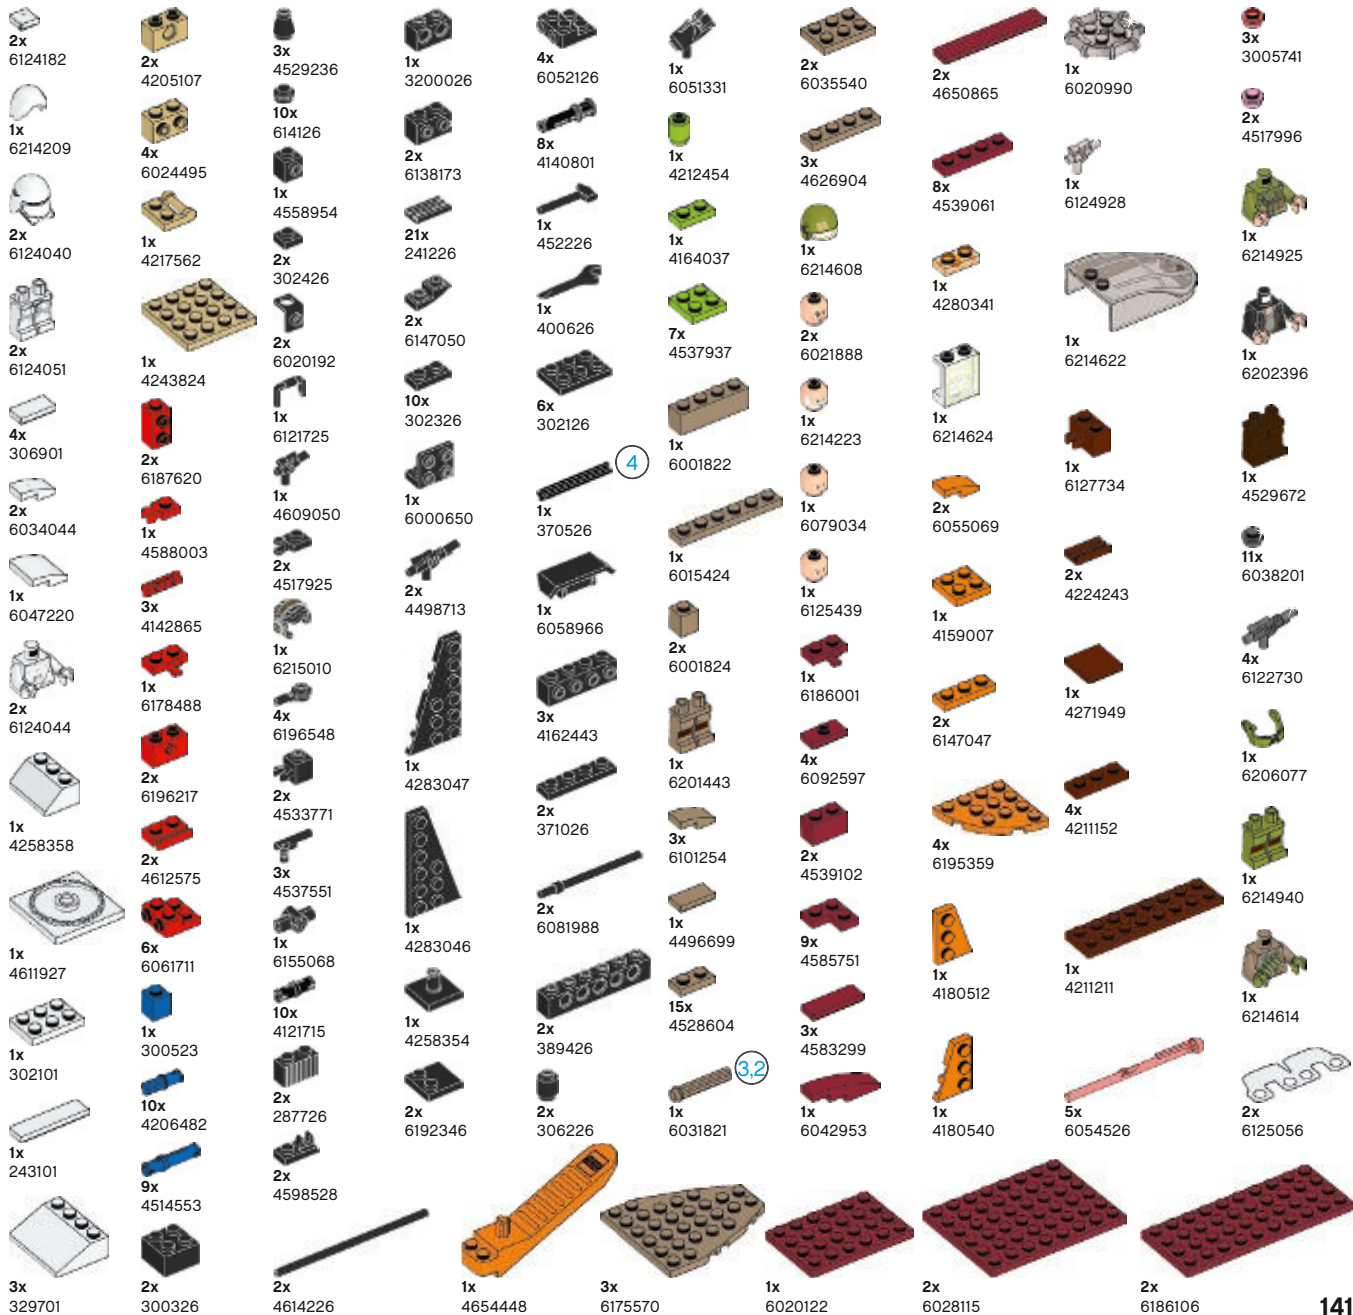 2x
6124182
1x
6214209
2x
6124040
2x
6124051
4x
306901
2x
6034044
1x
6047220
2x
6124044
1x
4258358
1x
4611927
1x
302101
1x
243101
3x
329701
2x
4205107
4x
6024495
1x
4217562
1x
4243824
2x
6187620
1x
4588003
3x
4142865
1x
6178488
2x
6196217
2x
4612575
6x
6061711
1x
300523
10x
4206482
9x
4514553
2x
300326
3x
4529236
10x
614126
1x
4558954
2x
302426
2x
6020192
1x
6121725
1x
4609050
2x
4517925
1x
6215010
4x
6196548
2x
4533771
3x
4537551
1x
6155068
10x
4121715
2x
287726
2x
4598528
2x
4614226
1x
3200026
2x
6138173
21x
241226
2x
6147050
10x
302326
1x
6000650
2x
4498713
1x
4283047
1x
4283046
1x
4258354
2x
6192346
1x
4654448
4x
6052126
8x
4140801
1x
452226
1x
400626
6x
302126
4
1x
370526
1x
6058966
3x
4162443
2x
371026
2x
6081988
2x
389426
2x
306226
3x
6175570
1x
6051331
1x
4212454
1x
4164037
7x
4537937
1x
6001822
1x
6015424
2x
6001824
1x
6201443
3x
6101254
1x
4496699
15x
4528604
3,2
1x
6031821
2x
6035540
3x
4626904
1x
6214608
2x
6021888
1x
6214223
1x
6079034
1x
6125439
1x
6186001
4x
6092597
2x
4539102
9x
4585751
3x
4583299
1x
6042953
1x
6020122
2x
4650865
8x
4539061
1x
4280341
1x
6214624
2x
6055069
1x
4159007
2x
6147047
4x
6195359
1x
4180512
1x
4180540
2x
6028115
1x
6020990
1x
6124928
1x
6214622
1x
6127734
2x
4224243
1x
4271949
4x
4211152
1x
4211211
5x
6054526
2x
6186106
3x
3005741
2x
4517996
1x
6214925
1x
6202396
1x
4529672
11x
6038201
4x
6122730
1x
6206077
1x
6214940
1x
6214614
2x
6125056
141